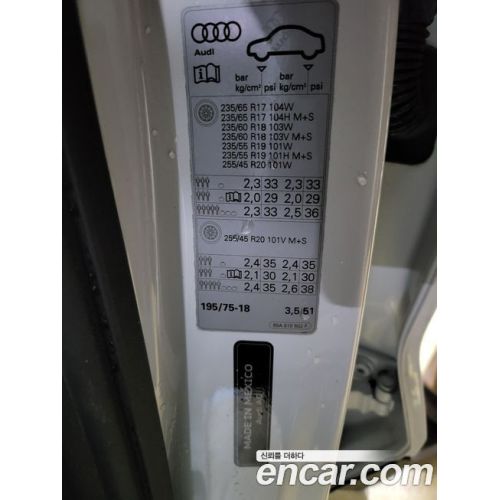 Audi
bar bar
kg/cm² psi kg/cm² psi
235/65 R17 104W
235/65 R17 104H M+S
235/60 R18 103W
235/60 R18 103V M+S
235/55 R19 101W
235/55 R19 101H M+S
255/45 R20 101W
2,3 33 2,3 33
2,0 29 2,0 29
2,3 33 2,5 36
255/45 R20 101V M+S
2,4 35 2,4 35
2,1 30 2,1 30
2,4 35 2,6 38
195/75-18 3,5/51
MADE IN MEXICO
Audi
신뢰를 더하다
encar.com